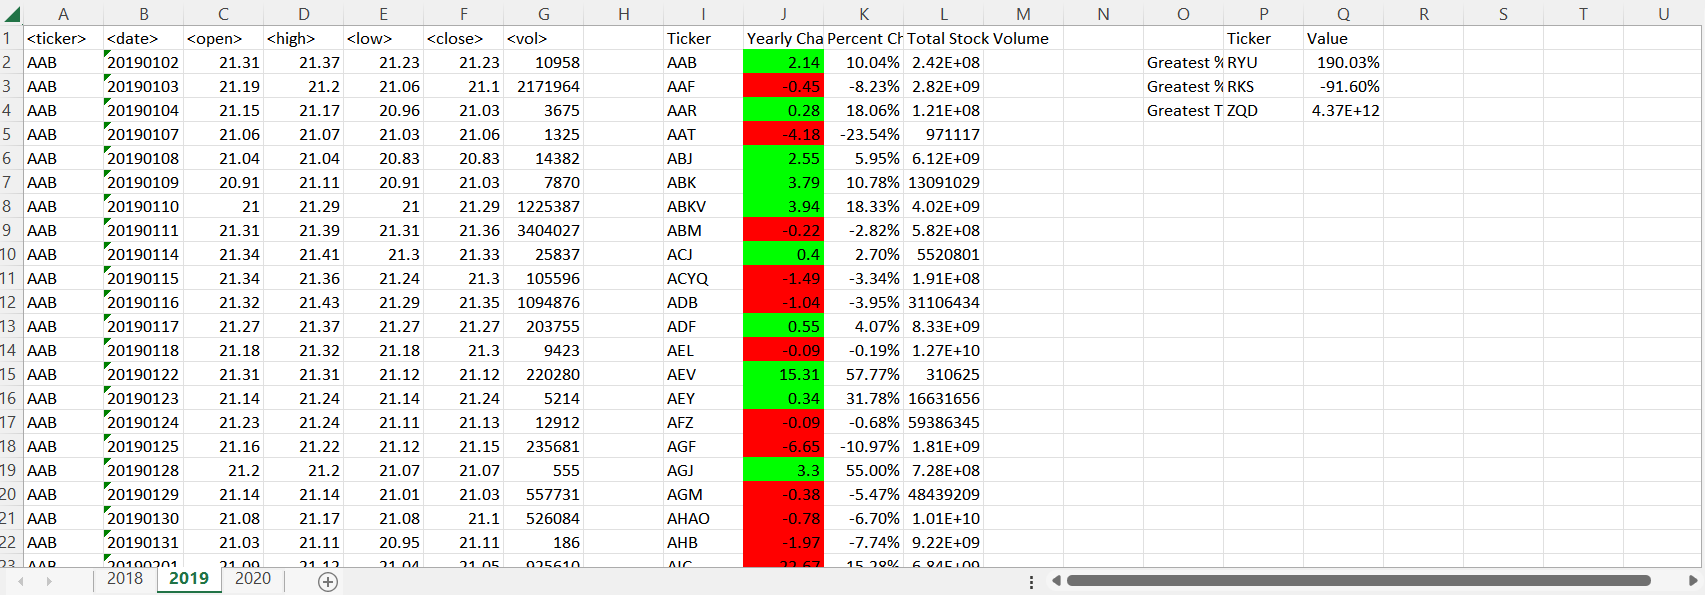 A B C D E F G H I J K L M N O P Q R S T U
1 <ticker> <date> <open> <high> <low> <close> <vol> Ticker Yearly Cha Percent Ch Total Stock Volume Ticker Value
2 AAB 20190102 21.31 21.37 21.23 21.23 10958 AAB 2.14 10.04% 2.42E+08 Greatest % RYU 190.03%
3 AAB 20190103 21.19 21.2 21.06 21.1 2171964 AAF -0.45 -8.23% 2.82E+09 Greatest % RKS -91.60%
4 AAB 20190104 21.15 21.17 20.96 21.03 3675 AAR 0.28 18.06% 1.21E+08 Greatest T ZQD 4.37E+12
5 AAB 20190107 21.06 21.07 21.03 21.06 1325 AAT -4.18 -23.54% 971117
6 AAB 20190108 21.04 21.04 20.83 20.83 14382 ABJ 2.55 5.95% 6.12E+09
7 AAB 20190109 20.91 21.11 20.91 21.03 7870 ABK 3.79 10.78% 13091029
8 AAB 20190110 21 21.29 21 21.29 1225387 ABKV 3.94 18.33% 4.02E+09
9 AAB 20190111 21.31 21.39 21.31 21.36 3404027 ABM -0.22 -2.82% 5.82E+08
10 AAB 20190114 21.34 21.41 21.3 21.33 25837 ACJ 0.4 2.70% 5520801
11 AAB 20190115 21.34 21.36 21.24 21.3 105596 ACYQ -1.49 -3.34% 1.91E+08
12 AAB 20190116 21.32 21.43 21.29 21.35 1094876 ADB -1.04 -3.95% 31106434
13 AAB 20190117 21.27 21.37 21.27 21.27 203755 ADF 0.55 4.07% 8.33E+09
14 AAB 20190118 21.18 21.32 21.18 21.3 9423 AEL -0.09 -0.19% 1.27E+10
15 AAB 20190122 21.31 21.31 21.12 21.12 220280 AEV 15.31 57.77% 310625
16 AAB 20190123 21.14 21.24 21.14 21.24 5214 AEY 0.34 31.78% 16631656
17 AAB 20190124 21.23 21.24 21.11 21.13 12912 AFZ -0.09 -0.68% 59386345
18 AAB 20190125 21.16 21.22 21.12 21.15 235681 AGF -6.65 -10.97% 1.81E+09
19 AAB 20190128 21.2 21.2 21.07 21.07 555 AGJ 3.3 55.00% 7.28E+08
20 AAB 20190129 21.14 21.14 21.01 21.03 557731 AGM -0.38 -5.47% 48439209
21 AAB 20190130 21.08 21.17 21.08 21.1 526084 AHAO -0.78 -6.70% 1.01E+10
22 AAB 20190131 21.03 21.11 20.95 21.11 186 AHB -1.97 -7.74% 9.22E+09
23 AAB 20190201 21.09
2018 2019 2020